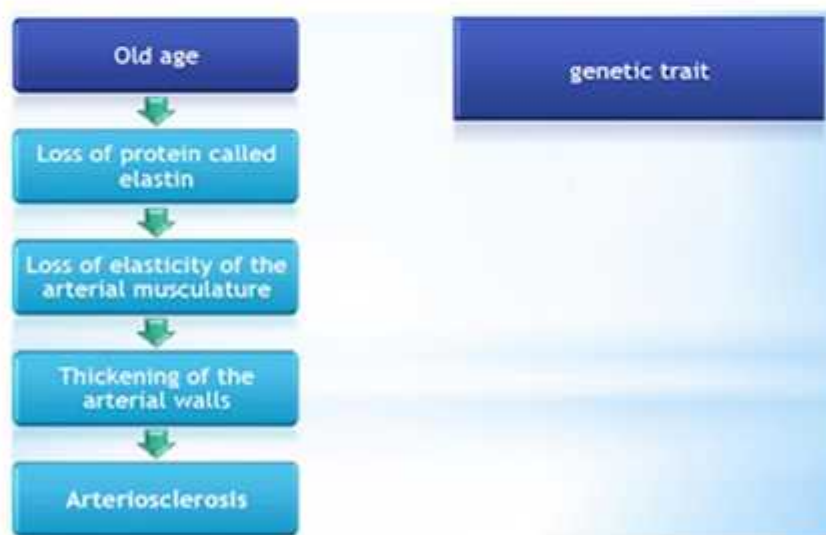 Old age
genetic trait
Loss of protein called
elastin
Loss of elasticity of the
arterial musculature
Thickening of the
arterial walls
Arteriosclerosis